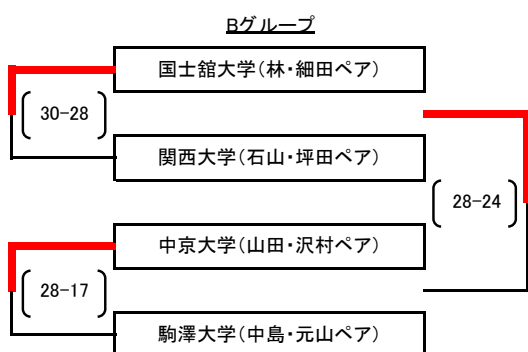 Bグループ
国士舘大学(林・細田ペア)
30-28
関西大学(石山・坪田ペア)
28-24
中京大学(山田・沢村ペア)
28-17
駒澤大学(中島・元山ペア)